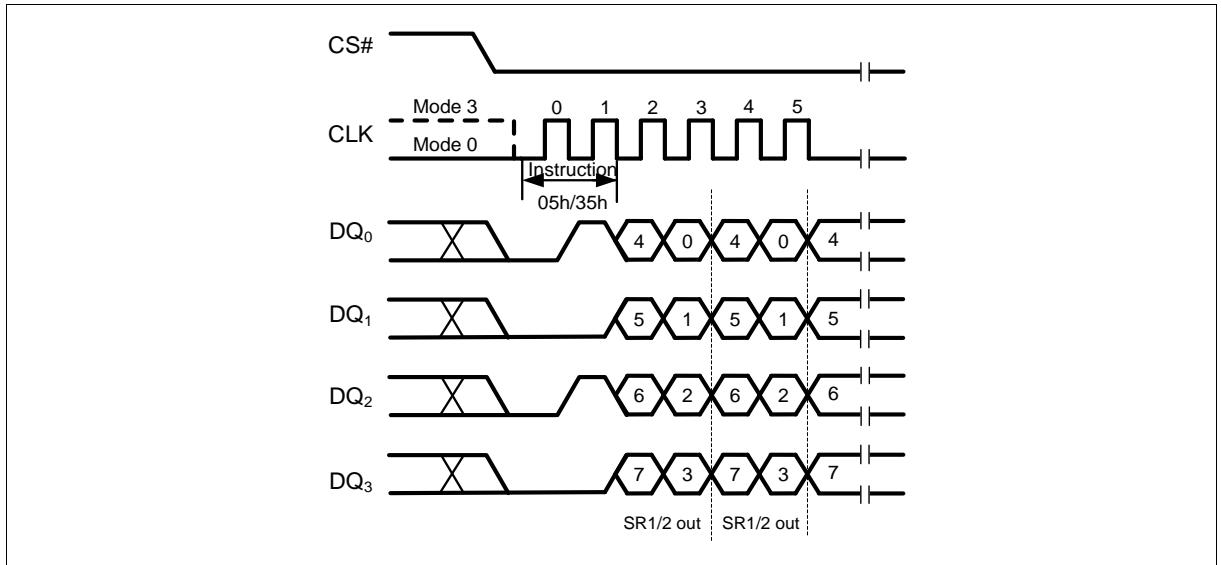 CS#
Mode 3 0 1 2 3 4 5
CLK
Mode 0
Instruction
05h/35h
DQ0 4 0 4 0 4
DQ1 5 1 5 1 5
DQ2 6 2 6 2 6
DQ3 7 3 7 3 7
SR1/2 out SR1/2 out